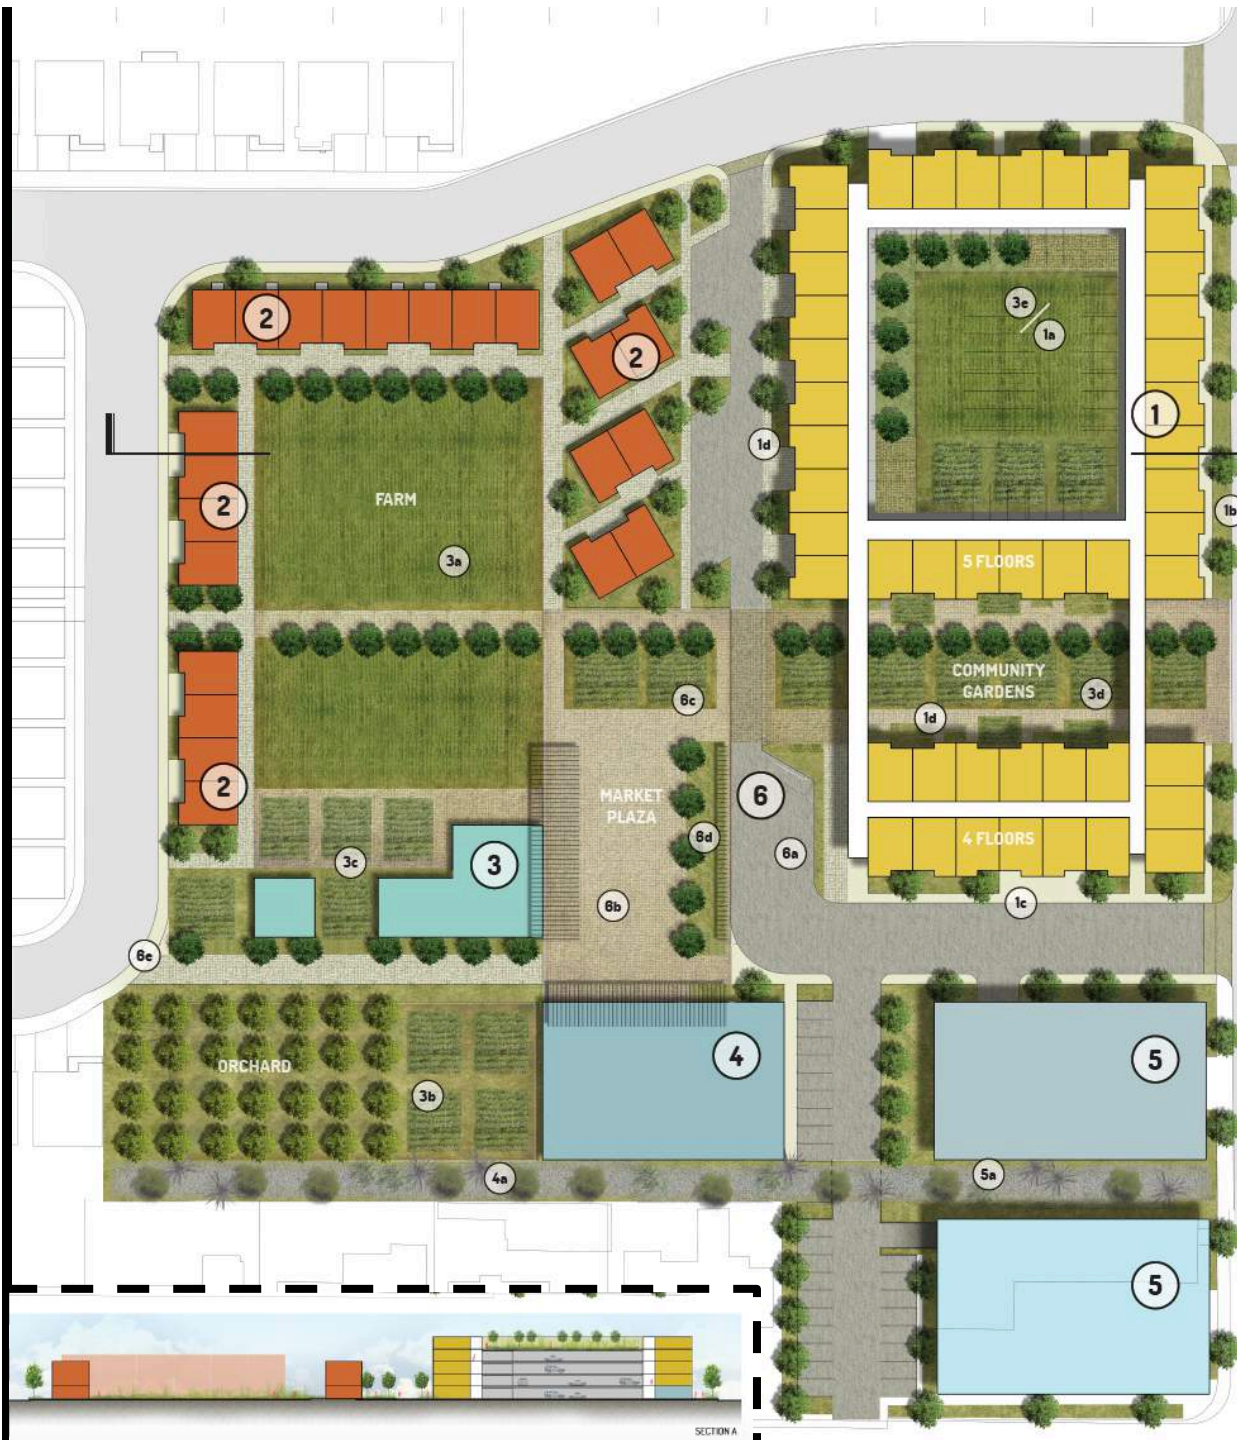 3e
1a
2
2
1
1d
FARM
2
1b
3a
5 FLOORS
COMMUNITY
GARDENS
3d
6c
1d
2
MARKET
PLAZA
6
6d
4 FLOORS
6a
3c
3
6b
1c
6e
ORCHARD
4
5
3b
4a
5a
5
SECTION A